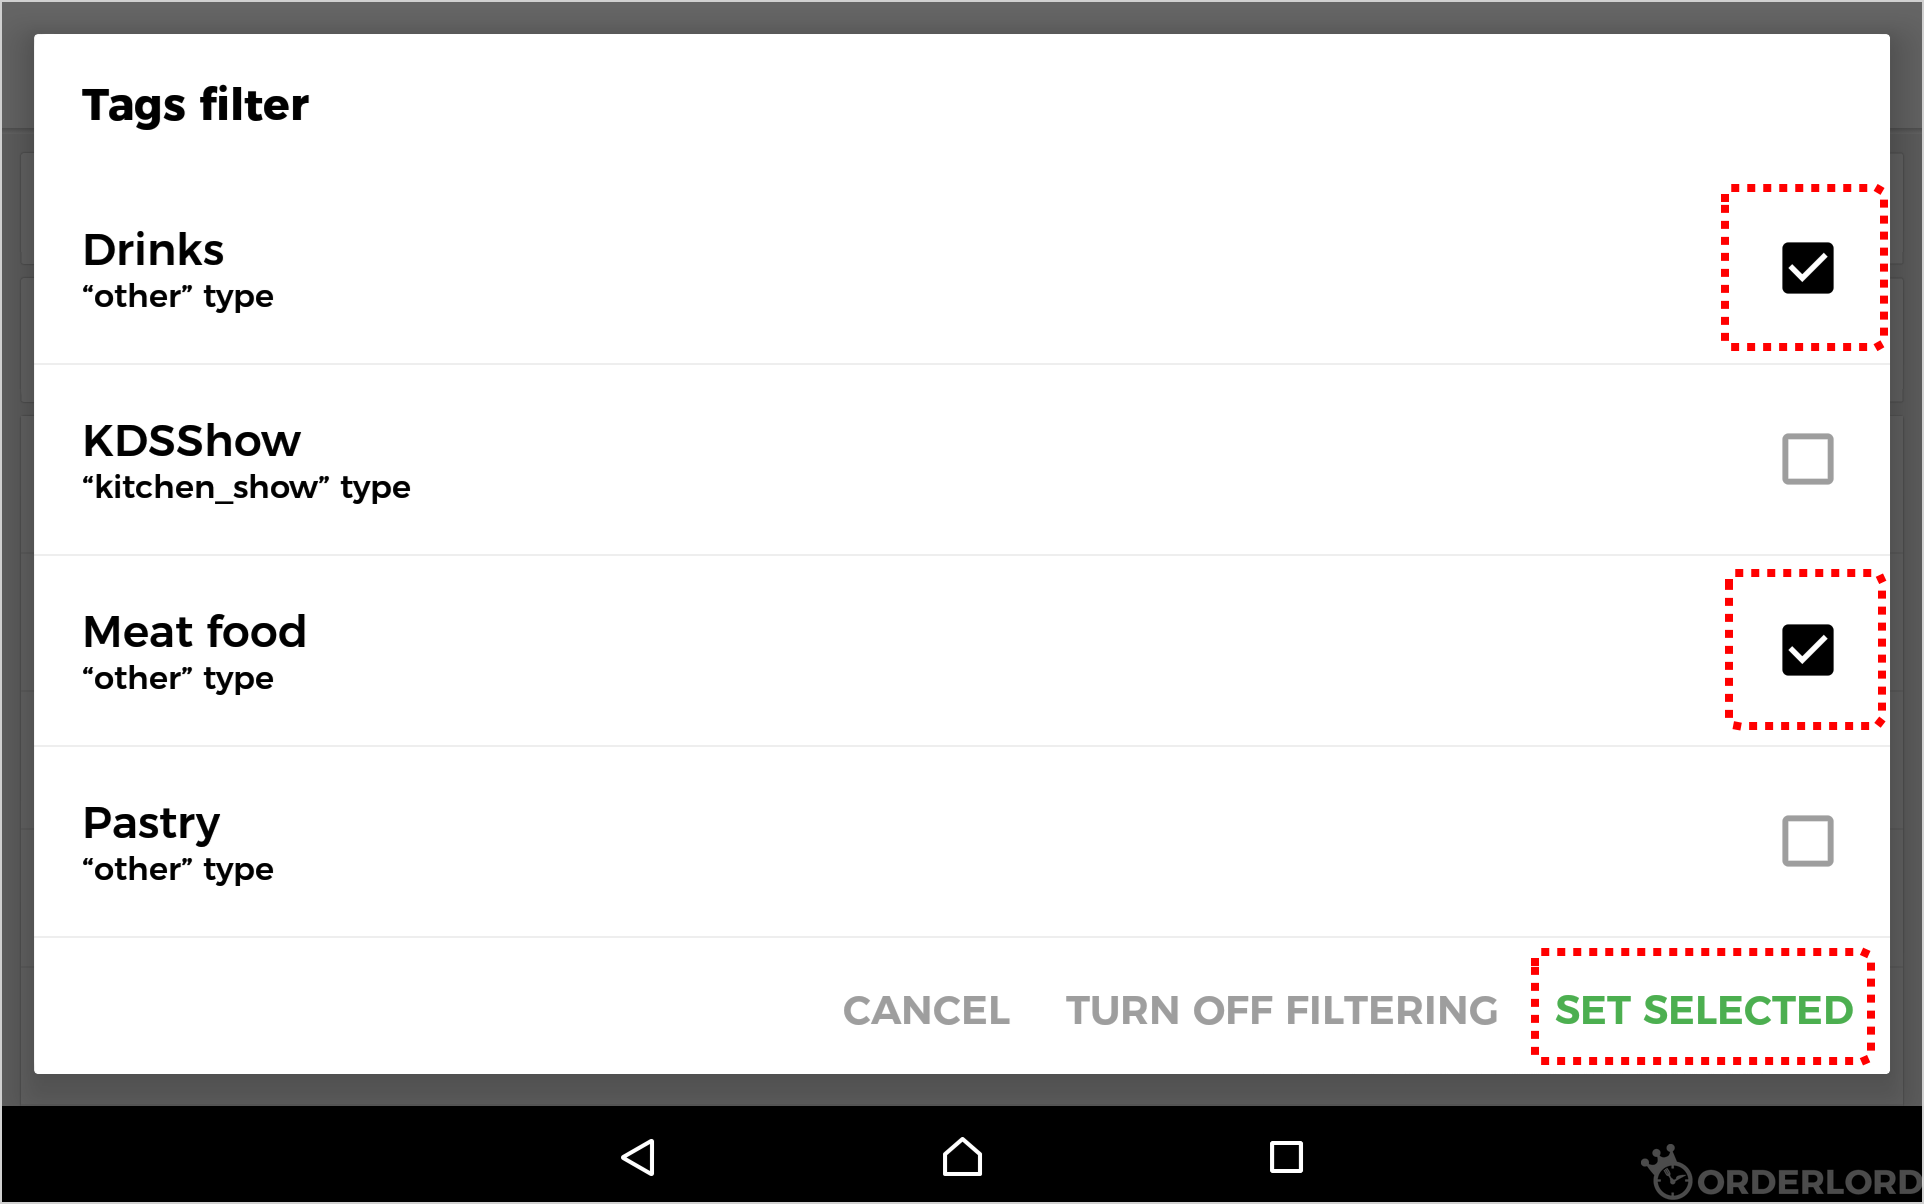 Tags filter
Drinks
“other” type
KDSShow
“kitchen_show” type
Meat food
“other” type
Pastry
“other” type
CANCEL TURN OFF FILTERING SET SELECTED
ORDERLORD